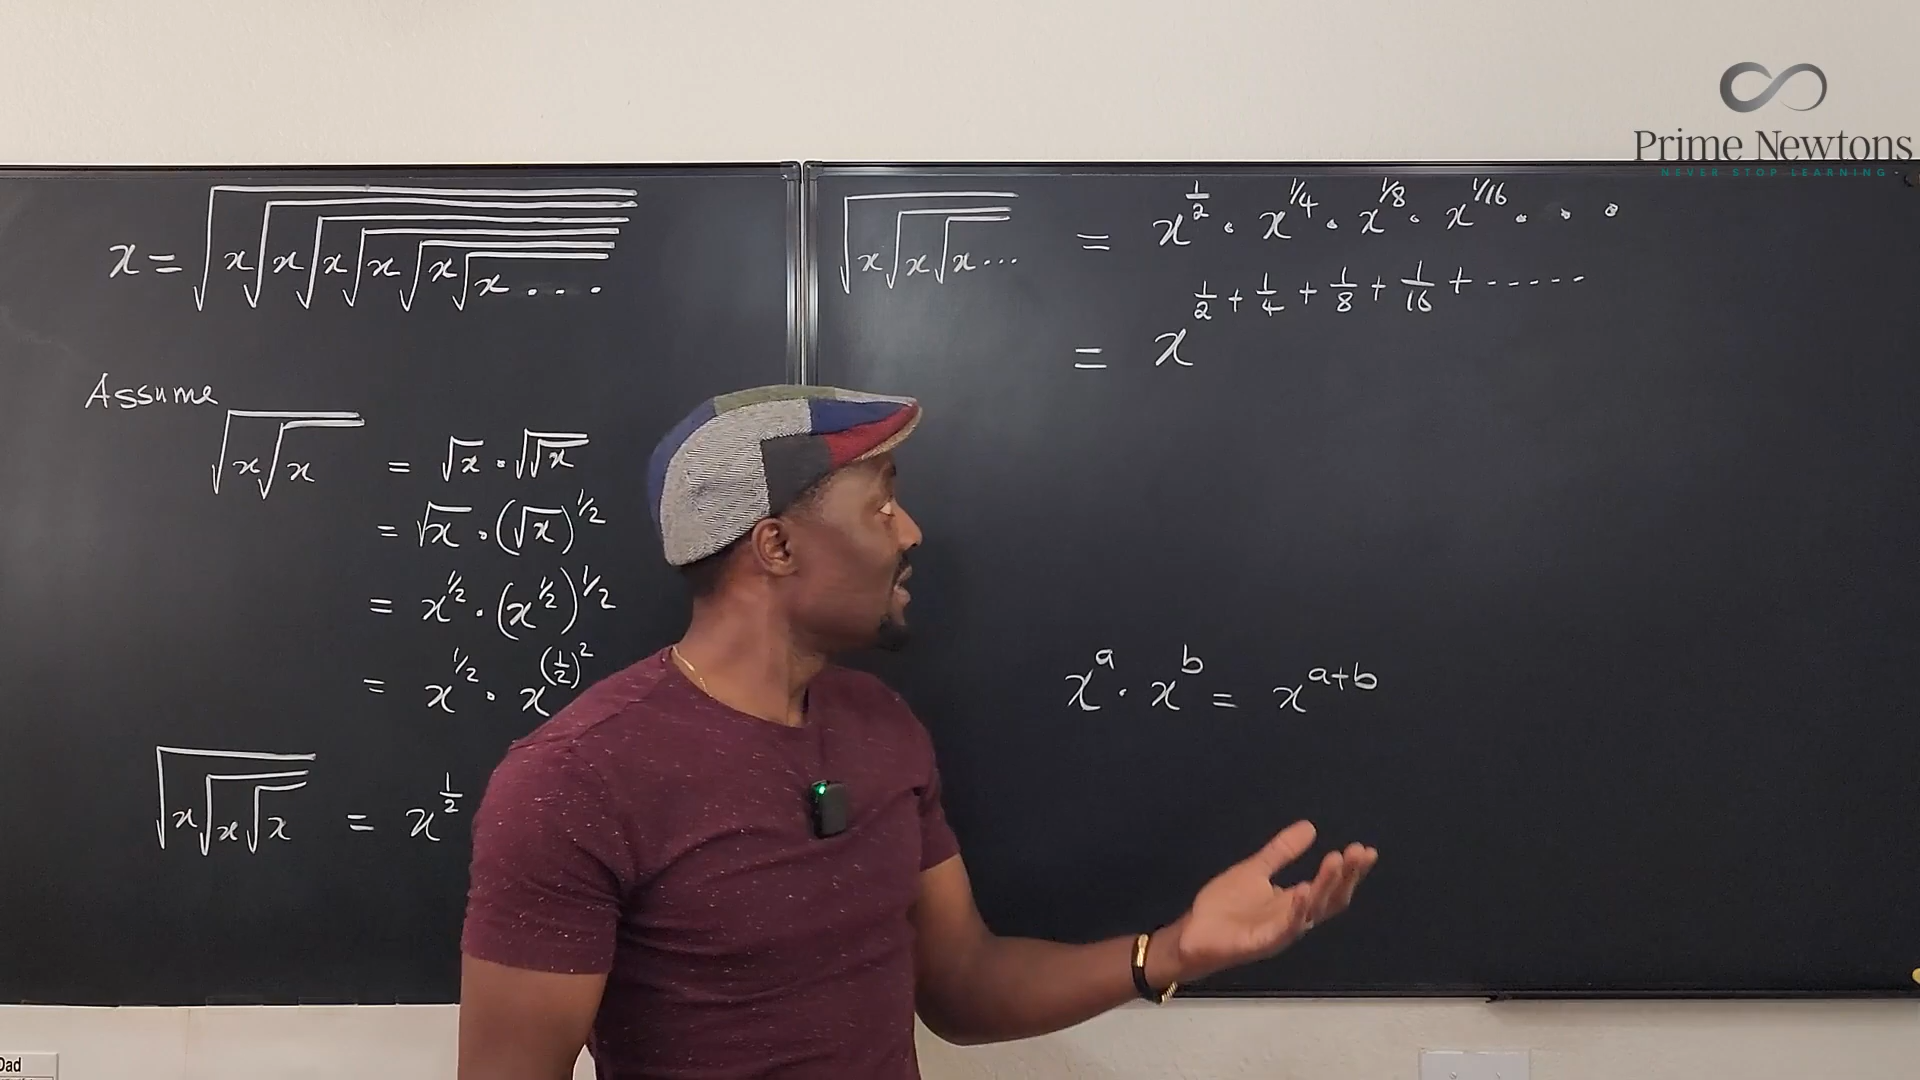 Prime Newtons
NEVER STOP LEARNING
x = √(x√(x√(x√(x√(x√(x . . .
Assume
√(x√x) = √x · √(√x)
= √x · (√x)^(1/2)
= x^(1/2) · (x^(1/2))^(1/2)
= x^(1/2) · x^((1/2)^2)
√(x√(x√x)) = x^(1/2)
√(x√(x√(x... = x^(1/2) · x^(1/4) · x^(1/8) · x^(1/16) · · ·
= x^(1/2 + 1/4 + 1/8 + 1/16 + -----)
x^a · x^b = x^(a+b)
Dad